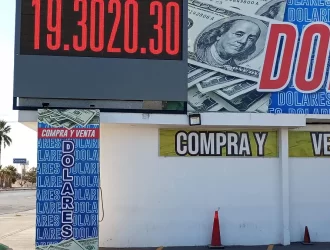 19.30 20.30
DO
DOLARES
COMPRA Y VENTA
DOLARES
COMPRA Y
VE